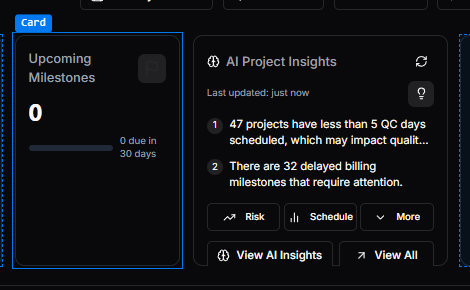 Card
Upcoming
Milestones
0
0 due in
30 days
AI Project Insights
Last updated: just now
1 47 projects have less than 5 QC days
scheduled, which may impact qualit...
2 There are 32 delayed billing
milestones that require attention.
Risk
Schedule
More
View AI Insights
View All